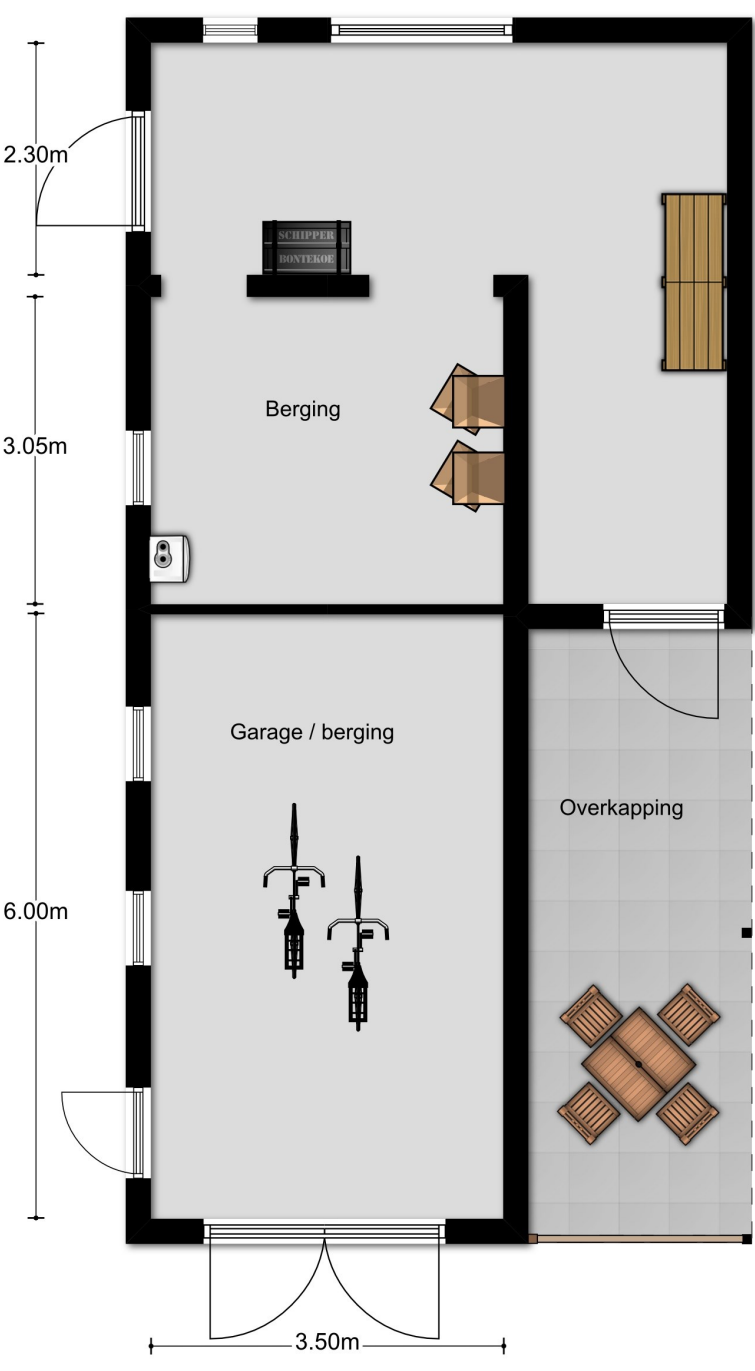 2.30m
SCHIPPER
BONTEKOE
Berging
3.05m
Garage / berging
Overkapping
6.00m
3.50m